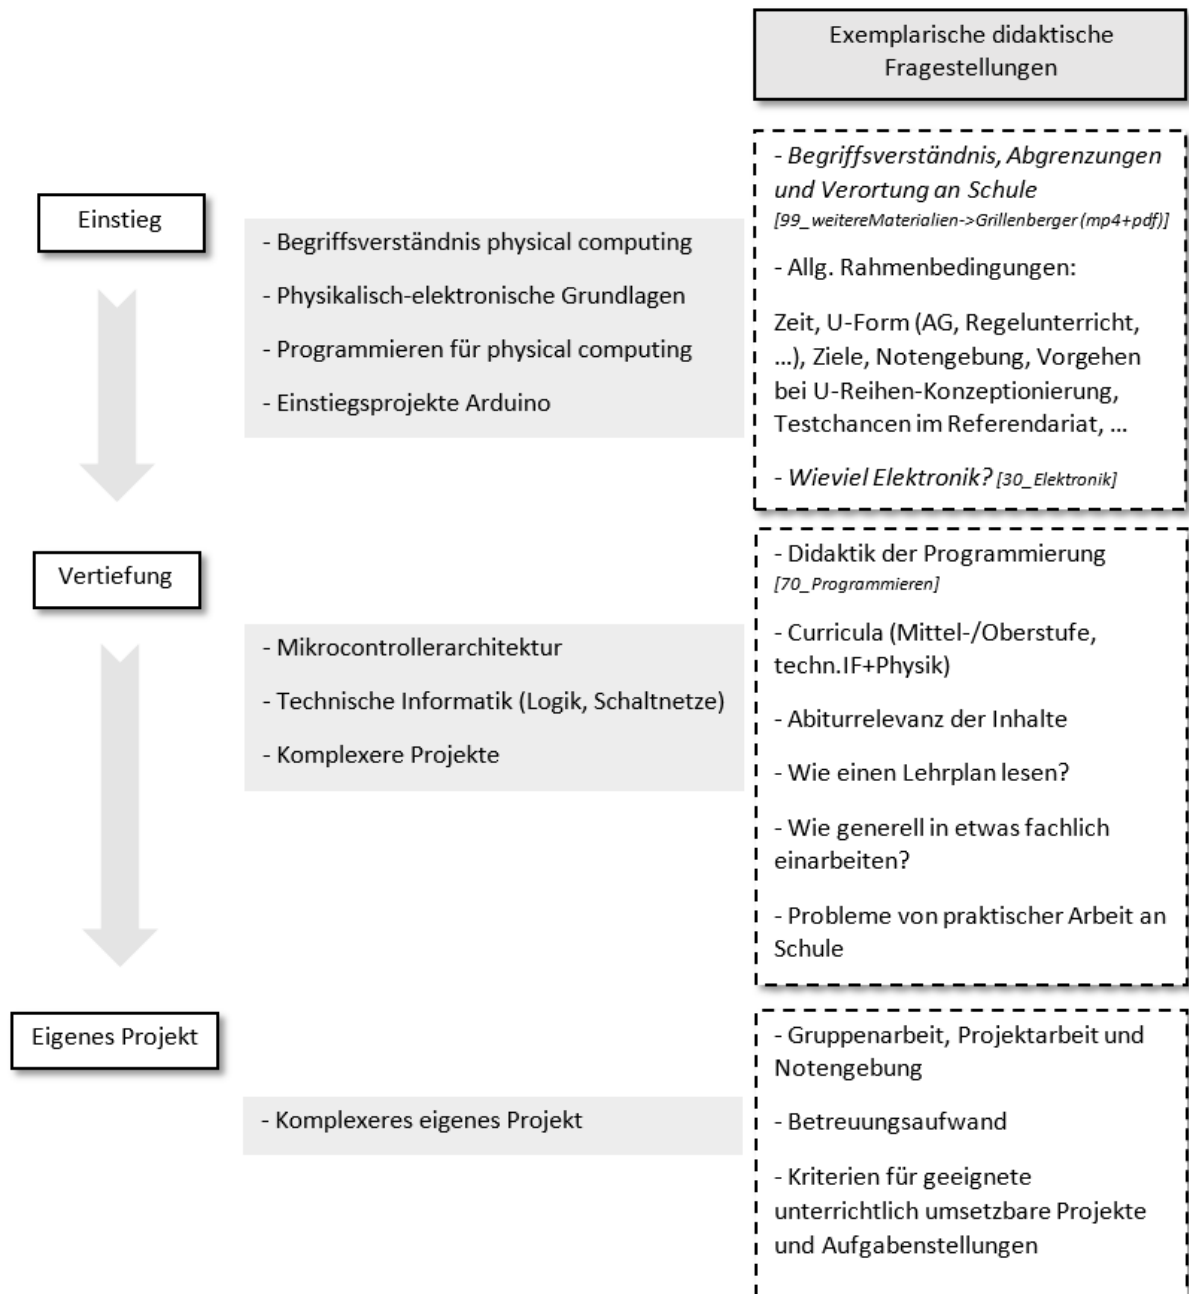 Exemplarische didaktische
Fragestellungen
Einstieg
- Begriffsverständnis physical computing
- Physikalisch-elektronische Grundlagen
- Programmieren für physical computing
- Einstiegsprojekte Arduino
- Begriffsverständnis, Abgrenzungen
und Verortung an Schule
[99_weitereMaterialien->Grillenberger (mp4+pdf)]
- Allg. Rahmenbedingungen:
Zeit, U-Form (AG, Regelunterricht,
...), Ziele, Notengebung, Vorgehen
bei U-Reihen-Konzeptionierung,
Testchancen im Referendariat, ...
- Wieviel Elektronik? [30_Elektronik]
Vertiefung
- Mikrocontrollerarchitektur
- Technische Informatik (Logik, Schaltnetze)
- Komplexere Projekte
- Didaktik der Programmierung
[70_Programmieren]
- Curricula (Mittel-/Oberstufe,
techn.IF+Physik)
- Abiturrelevanz der Inhalte
- Wie einen Lehrplan lesen?
- Wie generell in etwas fachlich
einarbeiten?
- Probleme von praktischer Arbeit an
Schule
Eigenes Projekt
- Komplexeres eigenes Projekt
- Gruppenarbeit, Projektarbeit und
Notengebung
- Betreuungsaufwand
- Kriterien für geeignete
unterrichtlich umsetzbare Projekte
und Aufgabenstellungen